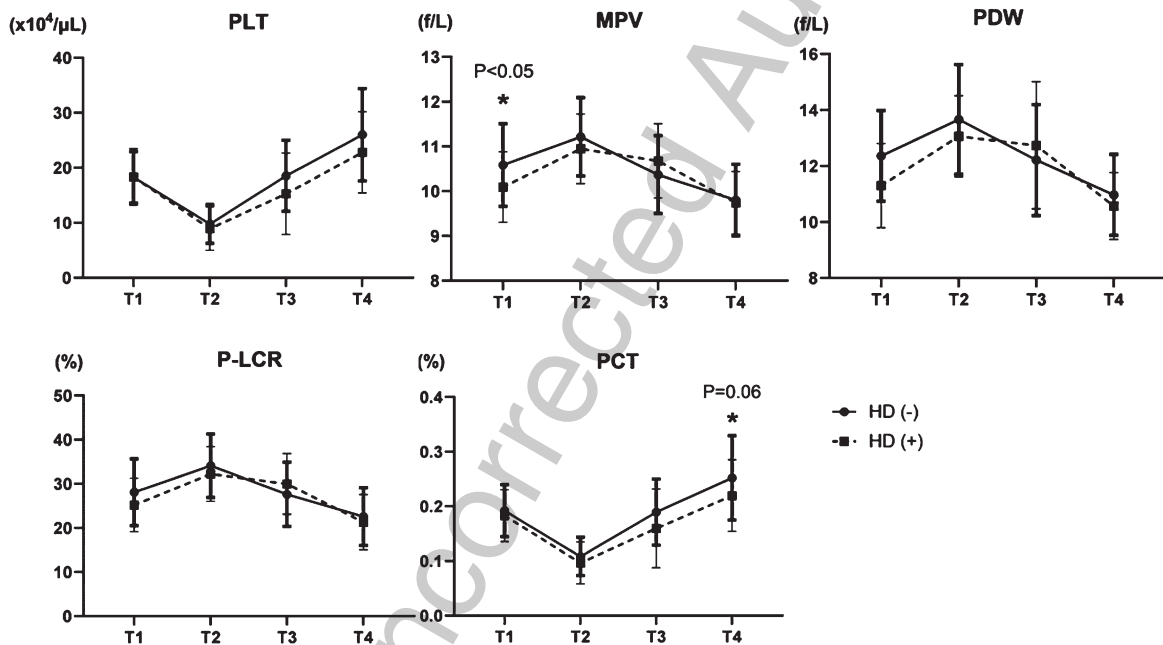 PLT
(x10⁴/µL)
40
30
20
10
0
T1 T2 T3 T4
MPV
(f/L)
13
12
11
10
9
8
P<0.05
*
T1 T2 T3 T4
PDW
(f/L)
16
14
12
10
8
T1 T2 T3 T4
P-LCR
(%)
50
40
30
20
10
0
T1 T2 T3 T4
PCT
(%)
0.4
0.3
0.2
0.1
0.0
P=0.06
*
T1 T2 T3 T4
HD (-)
HD (+)
ncorrected Au